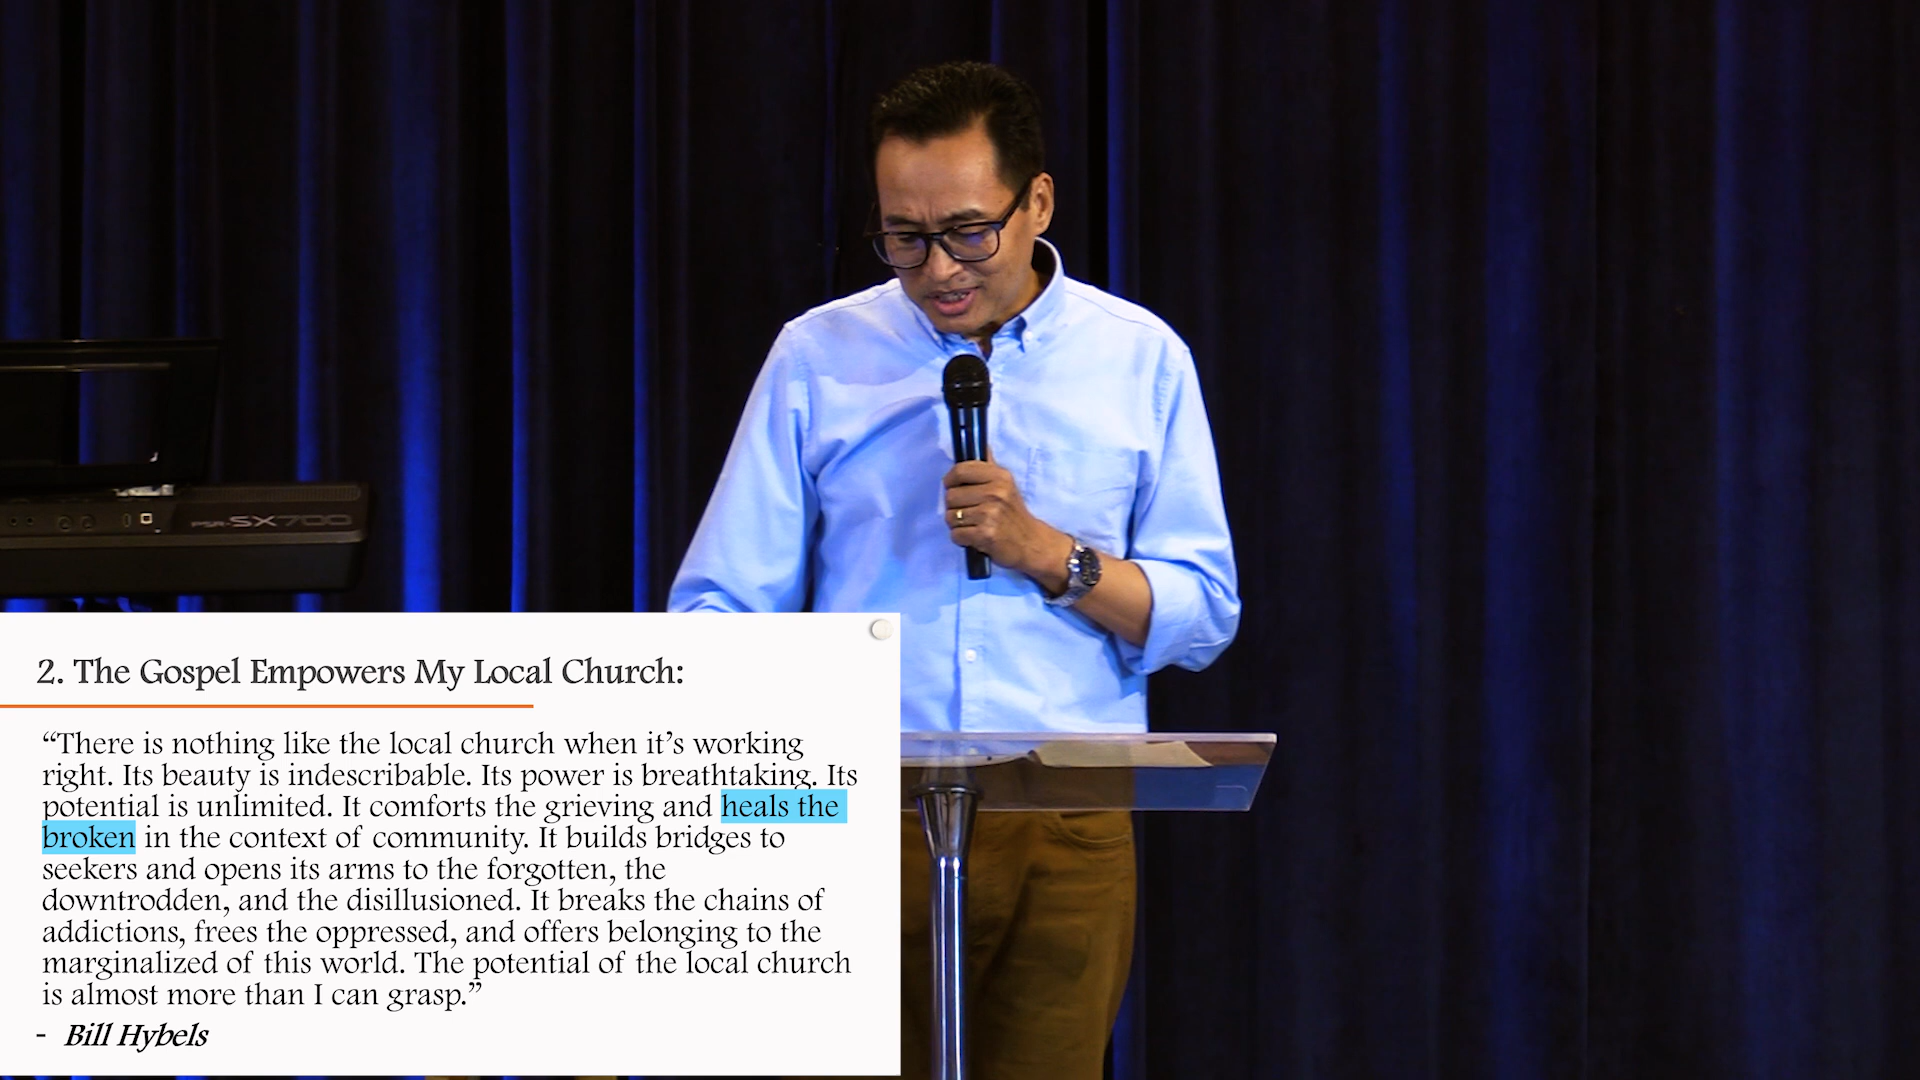 PSR-SX700
2. The Gospel Empowers My Local Church:
“There is nothing like the local church when it’s working
right. Its beauty is indescribable. Its power is breathtaking. Its
potential is unlimited. It comforts the grieving and heals the
broken in the context of community. It builds bridges to
seekers and opens its arms to the forgotten, the
downtrodden, and the disillusioned. It breaks the chains of
addictions, frees the oppressed, and offers belonging to the
marginalized of this world. The potential of the local church
is almost more than I can grasp.”
- Bill Hybels